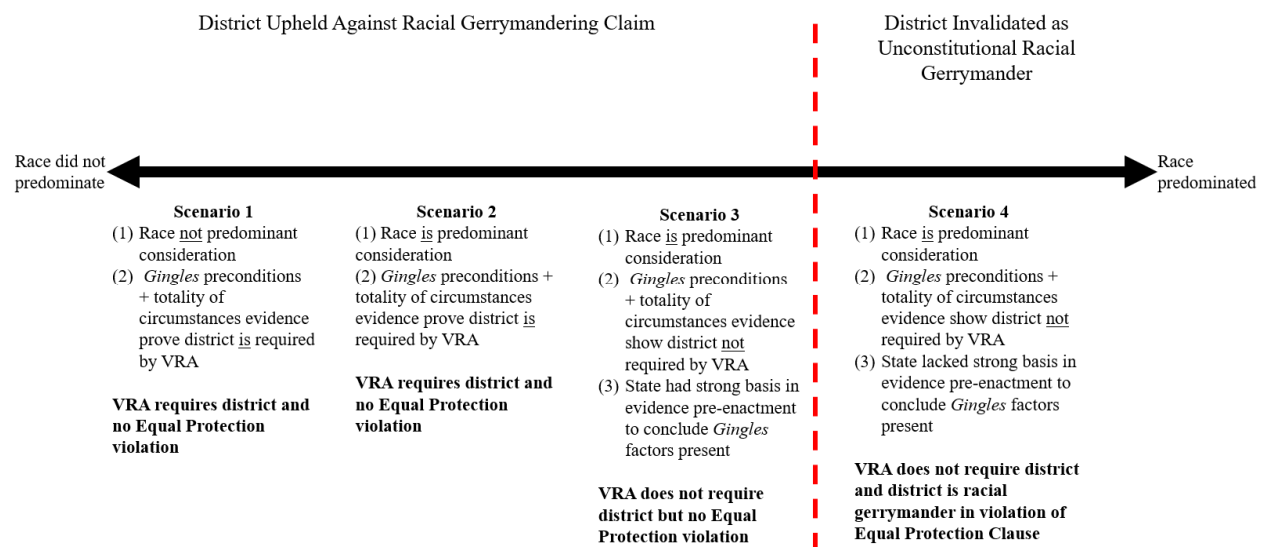 District Upheld Against Racial Gerrymandering Claim
District Invalidated as
Unconstitutional Racial
Gerrymander
Race did not
predominate
Race
predominated
Scenario 1
(1) Race not predominant
consideration
(2) Gingles preconditions
+ totality of
circumstances evidence
prove district is required
by VRA
VRA requires district and
no Equal Protection
violation
Scenario 2
(1) Race is predominant
consideration
(2) Gingles preconditions +
totality of circumstances
evidence prove district is
required by VRA
VRA requires district and
no Equal Protection
violation
Scenario 3
(1) Race is predominant
consideration
(2) Gingles preconditions
+ totality of
circumstances evidence
show district not
required by VRA
(3) State had strong basis in
evidence pre-enactment
to conclude Gingles
factors present
VRA does not require
district but no Equal
Protection violation
Scenario 4
(1) Race is predominant
consideration
(2) Gingles preconditions +
totality of circumstances
evidence show district not
required by VRA
(3) State lacked strong basis in
evidence pre-enactment to
conclude Gingles factors
present
VRA does not require district
and district is racial
gerrymander in violation of
Equal Protection Clause